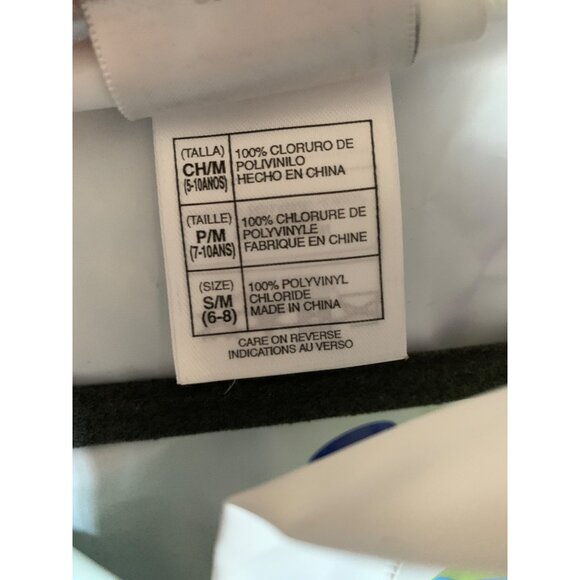 (TALLA)
CH/M
(5-10ANOS)
100% CLORURO DE
POLIVINILO
HECHO EN CHINA
(TAILLE)
P/M
(7-10ANS)
100% CHLORURE DE
POLYVINYLE
FABRIQUE EN CHINE
(SIZE)
S/M
(6-8)
100% POLYVINYL
CHLORIDE
MADE IN CHINA
CARE ON REVERSE
INDICATIONS AU VERSO